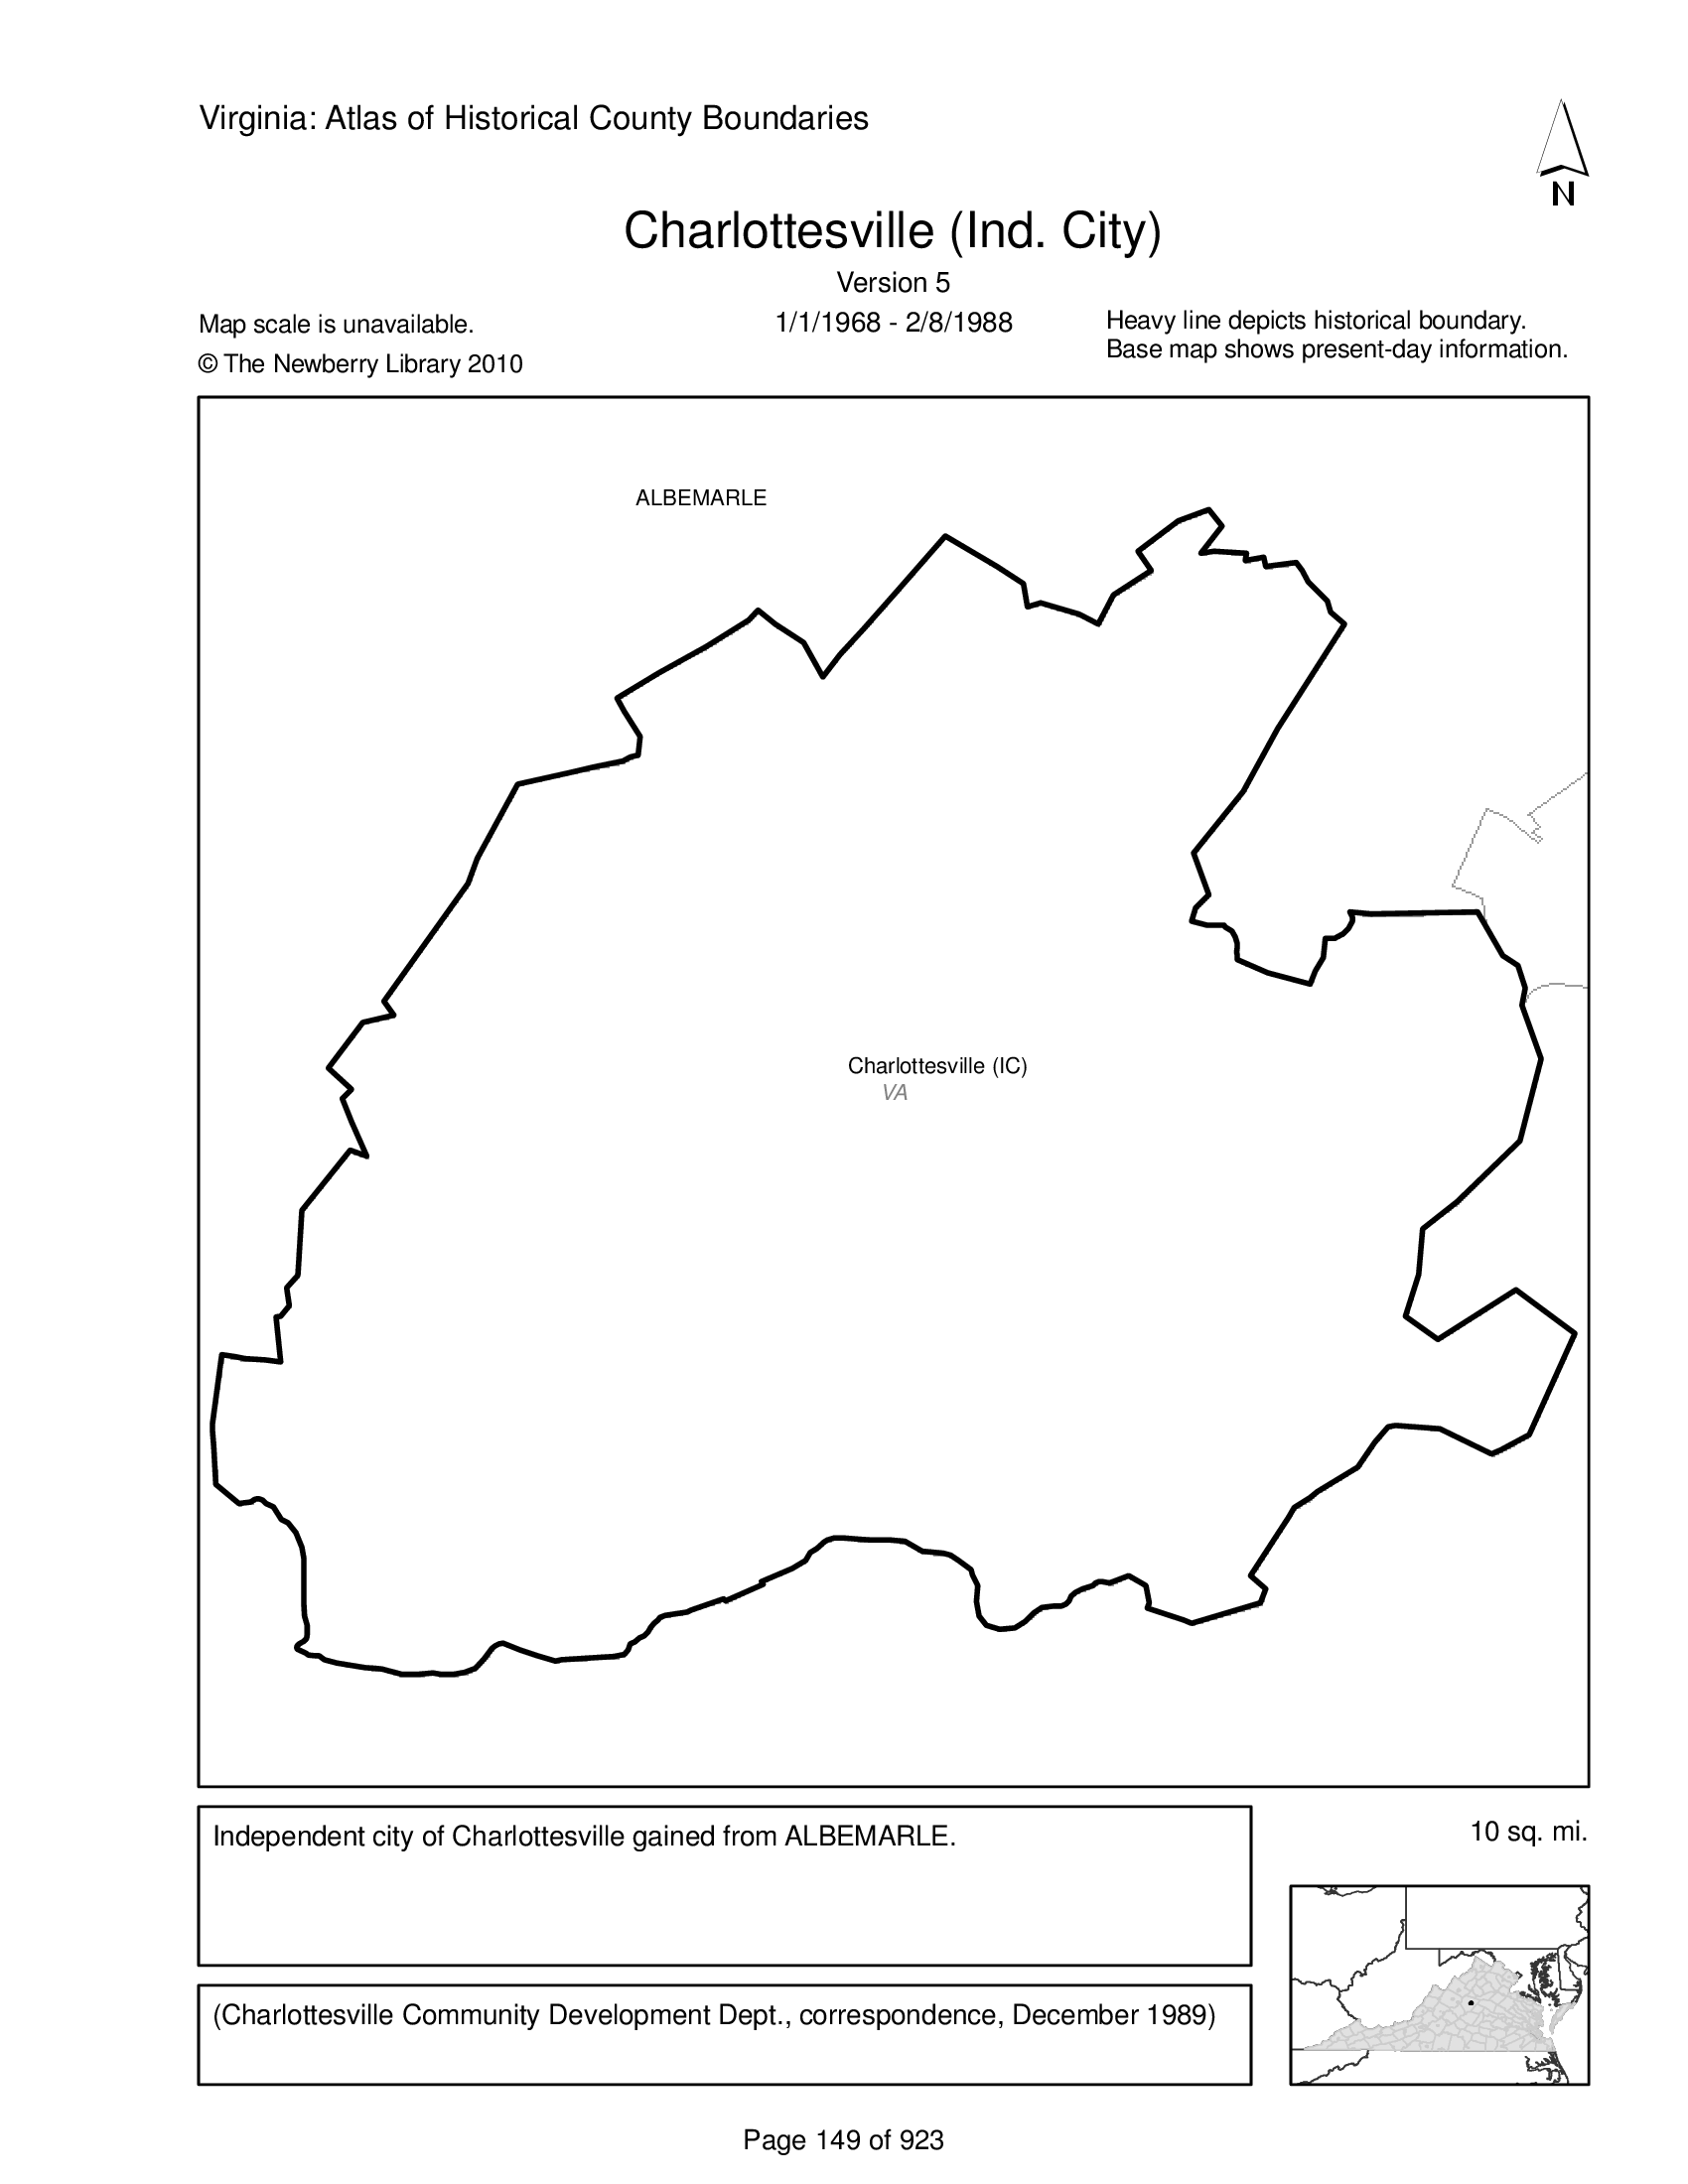 Virginia: Atlas of Historical County Boundaries
N
Charlottesville (Ind. City)
Version 5
1/1/1968 - 2/8/1988
Map scale is unavailable.
© The Newberry Library 2010
Heavy line depicts historical boundary.
Base map shows present-day information.
ALBEMARLE
Charlottesville (IC)
VA
Independent city of Charlottesville gained from ALBEMARLE.
10 sq. mi.
(Charlottesville Community Development Dept., correspondence, December 1989)
Page 149 of 923